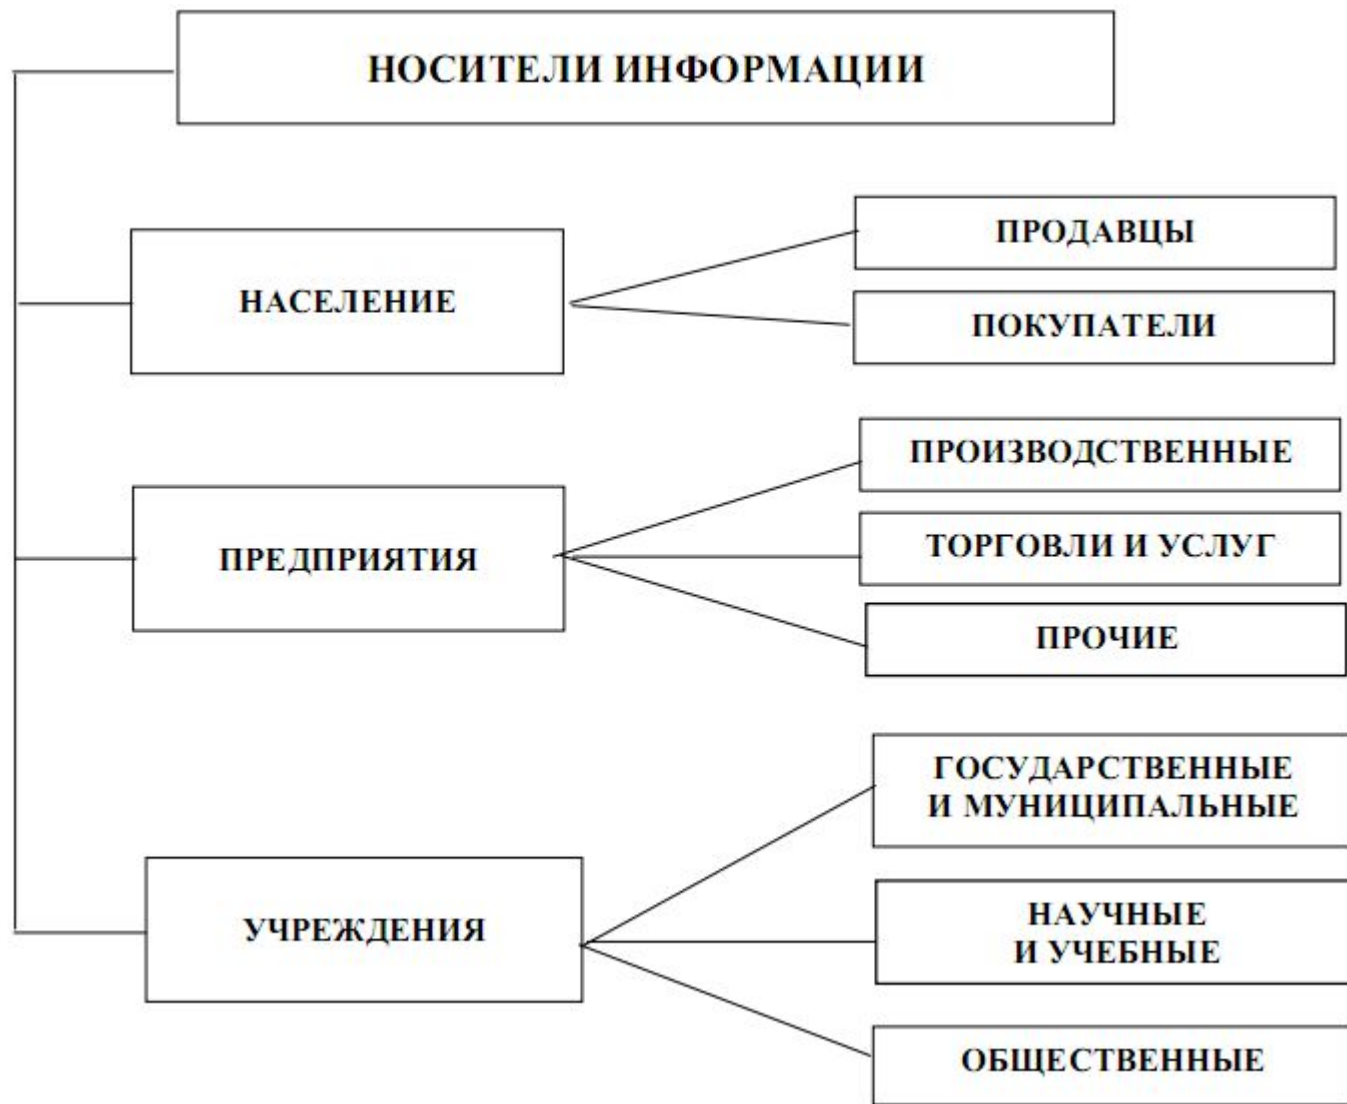 НОСИТЕЛИ ИНФОРМАЦИИ
НАСЕЛЕНИЕ
ПРОДАВЦЫ
ПОКУПАТЕЛИ
ПРЕДПРИЯТИЯ
ПРОИЗВОДСТВЕННЫЕ
ТОРГОВЛИ И УСЛУГ
ПРОЧИЕ
УЧРЕЖДЕНИЯ
ГОСУДАРСТВЕННЫЕ
И МУНИЦИПАЛЬНЫЕ
НАУЧНЫЕ
И УЧЕБНЫЕ
ОБЩЕСТВЕННЫЕ